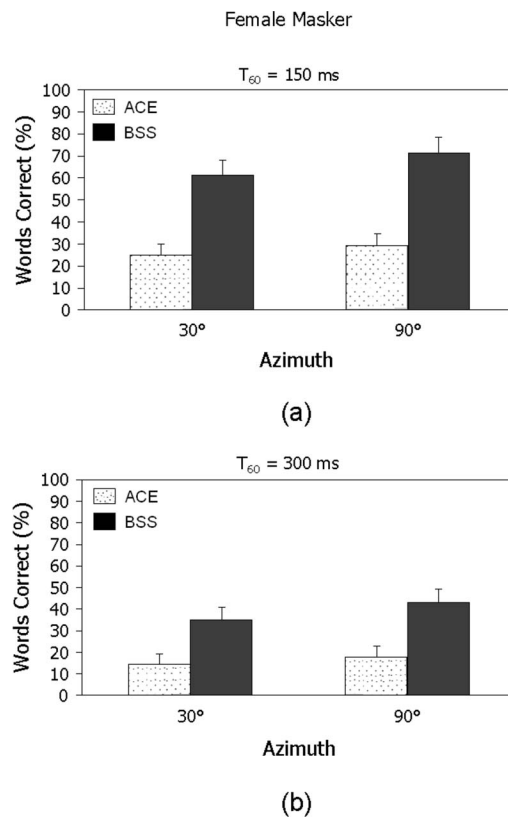 Female Masker
T₆₀ = 150 ms
100
90
80
70
60
50
40
30
20
10
0
Words Correct (%)
ACE
BSS
30° 90°
Azimuth
(a)
T₆₀ = 300 ms
100
90
80
70
60
50
40
30
20
10
0
Words Correct (%)
ACE
BSS
30° 90°
Azimuth
(b)